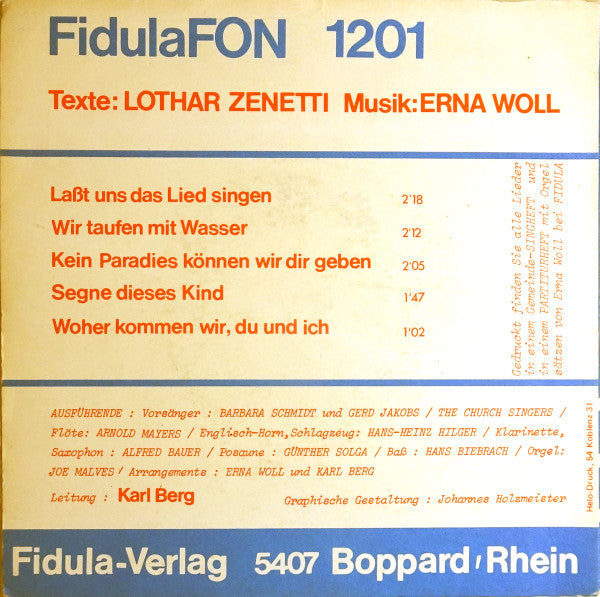 FidulaFON 1201
Texte: LOTHAR ZENETTI Musik: ERNA WOLL
Laßt uns das Lied singen 2'18
Wir taufen mit Wasser 2'12
Kein Paradies können wir dir geben 2'05
Segne dieses Kind 1'47
Woher kommen wir, du und ich 1'02
Gedruckt finden Sie alle Lieder
in einem Gemeinde-SINGHEFT und
in einem PARTITURHEFT mit Orgel
sätzen von Erna Woll bei FIDULA
AUSFÜHRENDE : Vorsänger : BARBARA SCHMIDT und GERD JAKOBS / THE CHURCH SINGERS /
Flöte: ARNOLD MAYERS / Englisch-Horn, Schlagzeug: HANS-HEINZ HILGER / Klarinette,
Saxophon : ALFRED BAUER / Posaune : GÜNTHER SOLGA / Baß : HANS BIEBRACH / Orgel:
JOE MALVES / Arrangements : ERNA WOLL und KARL BERG
Leitung : Karl Berg Graphische Gestaltung : Johannes Holzmeister
Helo-Druck, 54 Koblenz 31
Fidula-Verlag 5407 Boppard/Rhein